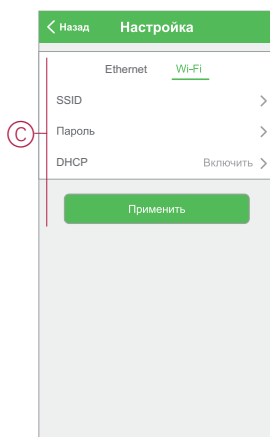 Назад Настройка
Ethernet Wi-Fi
SSID
Пароль
C
DHCP Включить
Применить